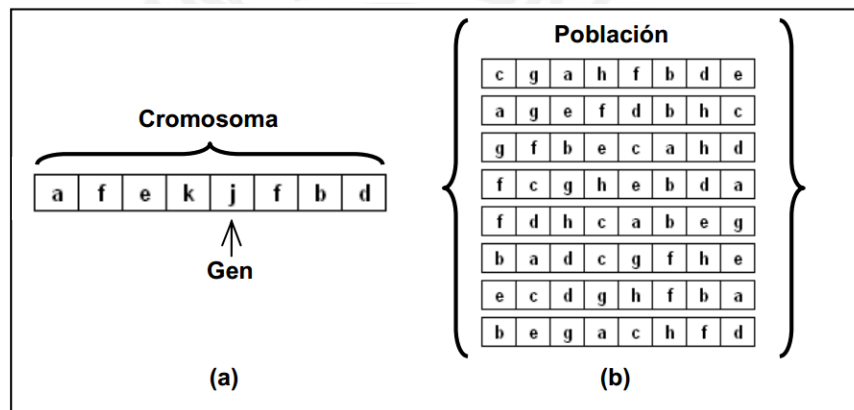 Cromosoma
a f e k j f b d
Gen
(a)
Población
c g a h f b d e
a g e f d b h c
g f b e c a h d
f c g h e b d a
f d h c a b e g
b a d c g f h e
e c d g h f b a
b e g a c h f d
(b)